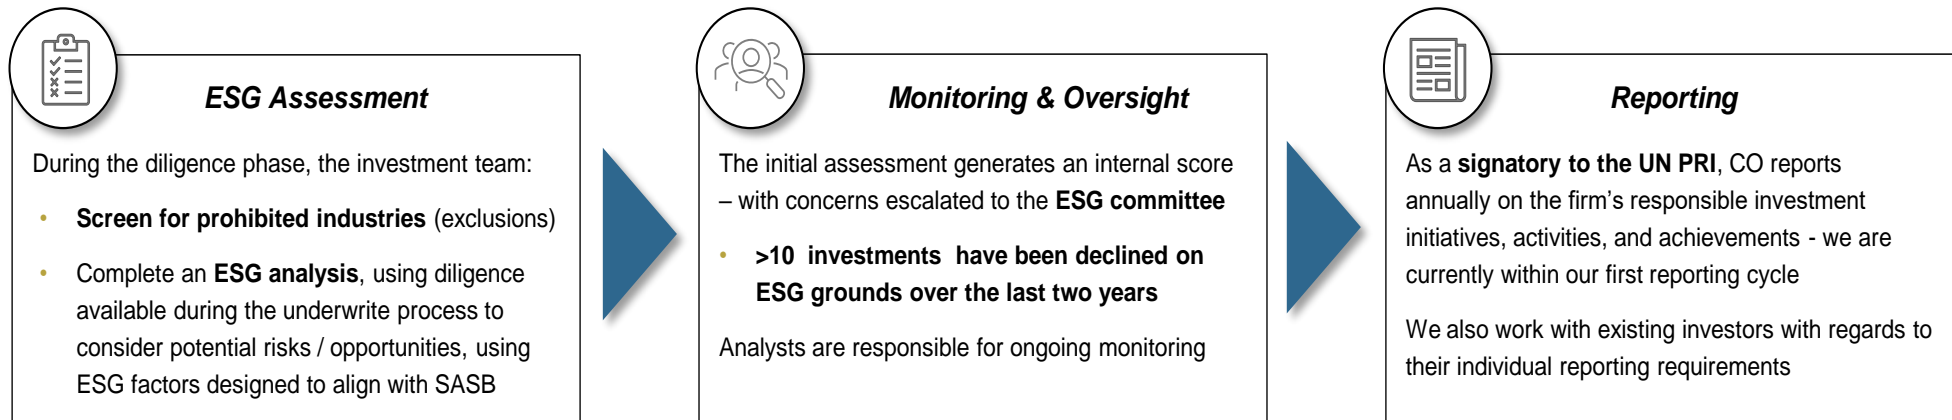 ESG Assessment
During the diligence phase, the investment team:
• Screen for prohibited industries (exclusions)
• Complete an ESG analysis, using diligence
available during the underwrite process to
consider potential risks / opportunities, using
ESG factors designed to align with SASB
Monitoring & Oversight
The initial assessment generates an internal score
– with concerns escalated to the ESG committee
• >10 investments have been declined on
ESG grounds over the last two years
Analysts are responsible for ongoing monitoring
Reporting
As a signatory to the UN PRI, CO reports
annually on the firm's responsible investment
initiatives, activities, and achievements - we are
currently within our first reporting cycle
We also work with existing investors with regards to
their individual reporting requirements